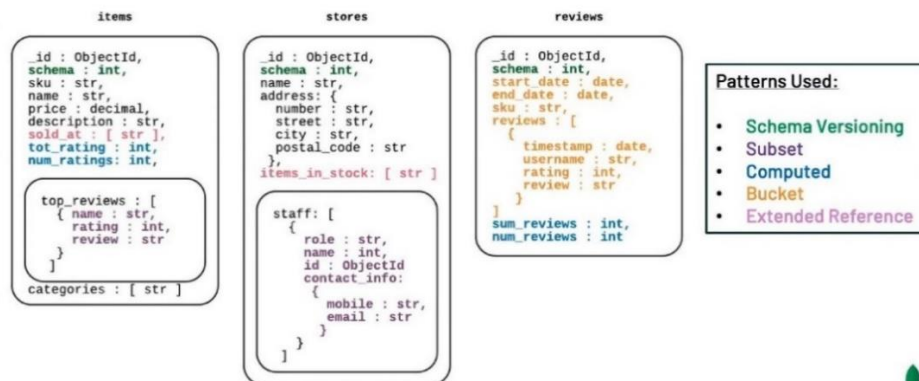 items
_id : ObjectId,
schema : int,
sku : str,
name : str,
price : decimal,
description : str,
sold_at : [ str ],
tot_rating : int,
num_ratings: int,
top_reviews : [
{ name : str,
rating : int,
review : str
}
]
categories : [ str ]
stores
_id : ObjectId,
schema : int,
name : str,
address: {
number : str,
street : str,
city : str,
postal_code : str
},
items_in_stock: [ str ]
staff: [
{
role : str,
name : int,
id : ObjectId
contact_info:
{
mobile : str,
email : str
}
}
]
reviews
_id : ObjectId,
schema : int,
start_date : date,
end_date : date,
sku : str,
reviews : [
{
timestamp : date,
username : str,
rating : int,
review : str
}
]
sum_reviews : int,
num_reviews : int
Patterns Used:
• Schema Versioning
• Subset
• Computed
• Bucket
• Extended Reference